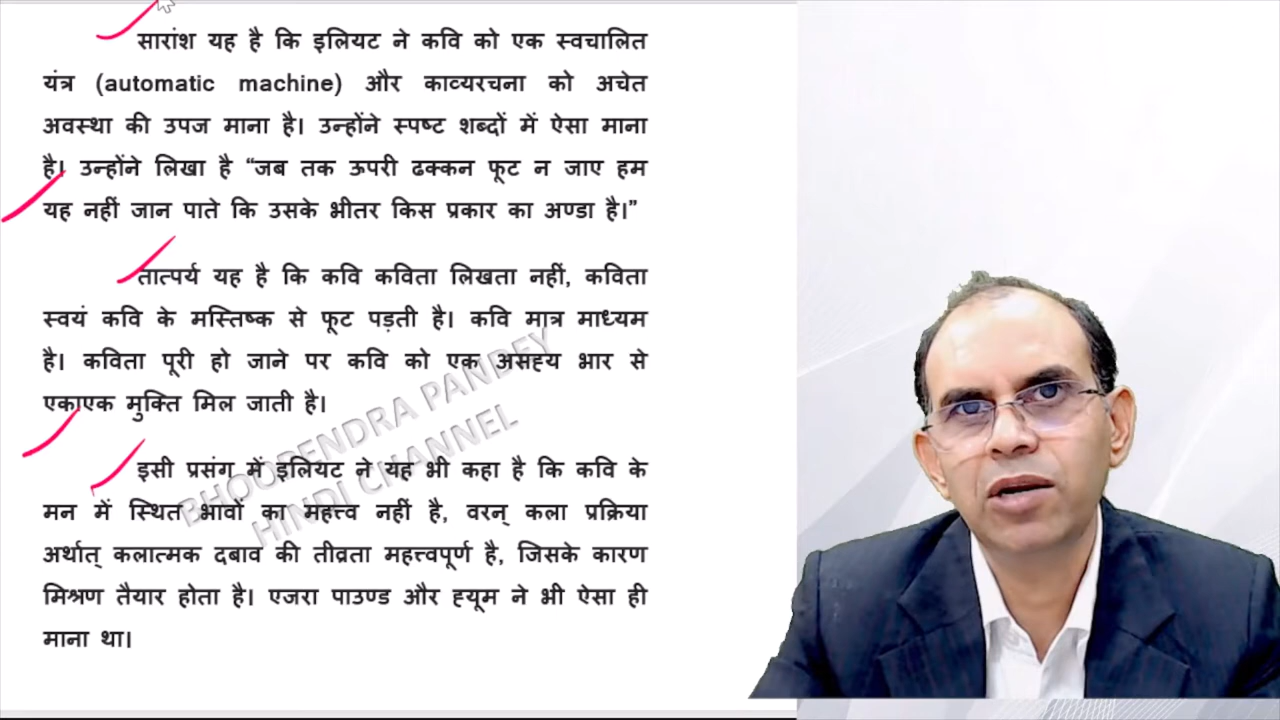 सारांश यह है कि इलियट ने कवि को एक स्वचालित
यंत्र (automatic machine) और काव्यरचना को अचेत
अवस्था की उपज माना है। उन्होंने स्पष्ट शब्दों में ऐसा माना
है। उन्होंने लिखा है “जब तक ऊपरी ढक्कन फूट न जाए हम
यह नहीं जान पाते कि उसके भीतर किस प्रकार का अण्डा है।”
तात्पर्य यह है कि कवि कविता लिखता नहीं, कविता
स्वयं कवि के मस्तिष्क से फूट पड़ती है। कवि मात्र माध्यम
है। कविता पूरी हो जाने पर कवि को एक असह्य भार से
एकाएक मुक्ति मिल जाती है।
इसी प्रसंग में इलियट ने यह भी कहा है कि कवि के
मन में स्थित भावों का महत्त्व नहीं है, वरन् कला प्रक्रिया
अर्थात् कलात्मक दबाव की तीव्रता महत्त्वपूर्ण है, जिसके कारण
मिश्रण तैयार होता है। एजरा पाउण्ड और ह्यूम ने भी ऐसा ही
माना था।
BHOOPENDRA PANDEY
HINDI CHANNEL